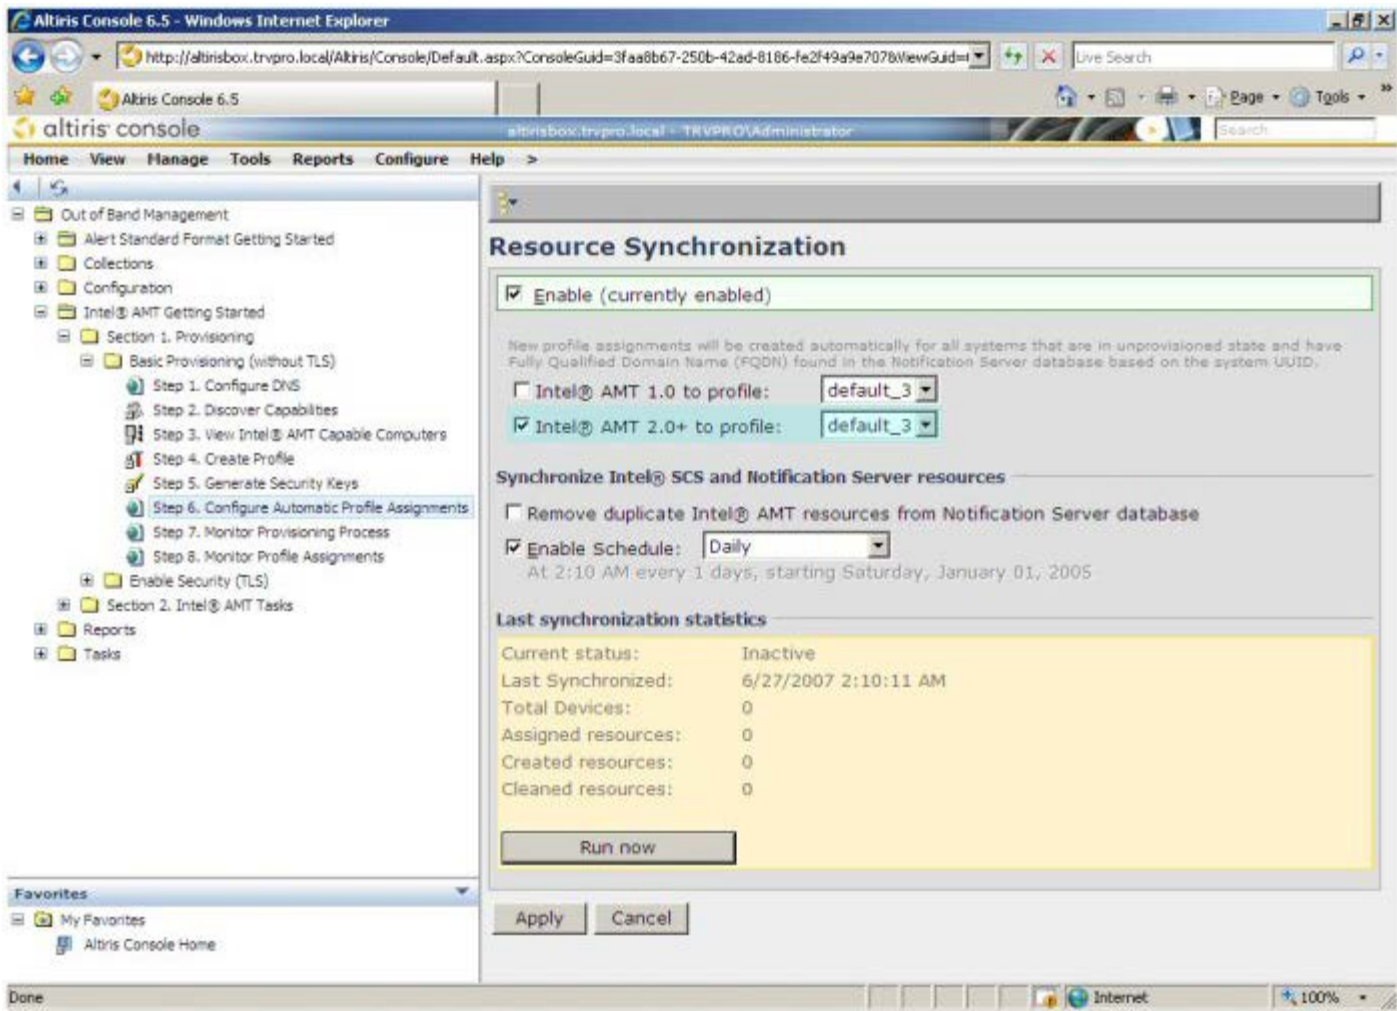 Altiris Console 6.5 - Windows Internet Explorer
http://altirisbox.trvpro.local/Altiris/Console/Default.aspx?ConsoleGuid=3faa8b67-250b-42ad-8186-fe2f49a9e707&ViewGuid=
Live Search
Altiris Console 6.5
Page
Tools
altiris console
altirisbox.trvpro.local - TRVPRO\Administrator
Search
Home View Manage Tools Reports Configure Help >
Out of Band Management
Alert Standard Format Getting Started
Collections
Configuration
Intel® AMT Getting Started
Section 1. Provisioning
Basic Provisioning (without TLS)
Step 1. Configure DNS
Step 2. Discover Capabilities
Step 3. View Intel® AMT Capable Computers
Step 4. Create Profile
Step 5. Generate Security Keys
Step 6. Configure Automatic Profile Assignments
Step 7. Monitor Provisioning Process
Step 8. Monitor Profile Assignments
Enable Security (TLS)
Section 2. Intel® AMT Tasks
Reports
Tasks
Favorites
My Favorites
Altiris Console Home
Resource Synchronization
Enable (currently enabled)
New profile assignments will be created automatically for all systems that are in unprovisioned state and have
Fully Qualified Domain Name (FQDN) found in the Notification Server database based on the system UUID.
Intel® AMT 1.0 to profile: default_3
Intel® AMT 2.0+ to profile: default_3
Synchronize Intel® SCS and Notification Server resources
Remove duplicate Intel® AMT resources from Notification Server database
Enable Schedule: Daily
At 2:10 AM every 1 days, starting Saturday, January 01, 2005
Last synchronization statistics
Current status: Inactive
Last Synchronized: 6/27/2007 2:10:11 AM
Total Devices: 0
Assigned resources: 0
Created resources: 0
Cleaned resources: 0
Run now
Apply Cancel
Done
Internet
100%